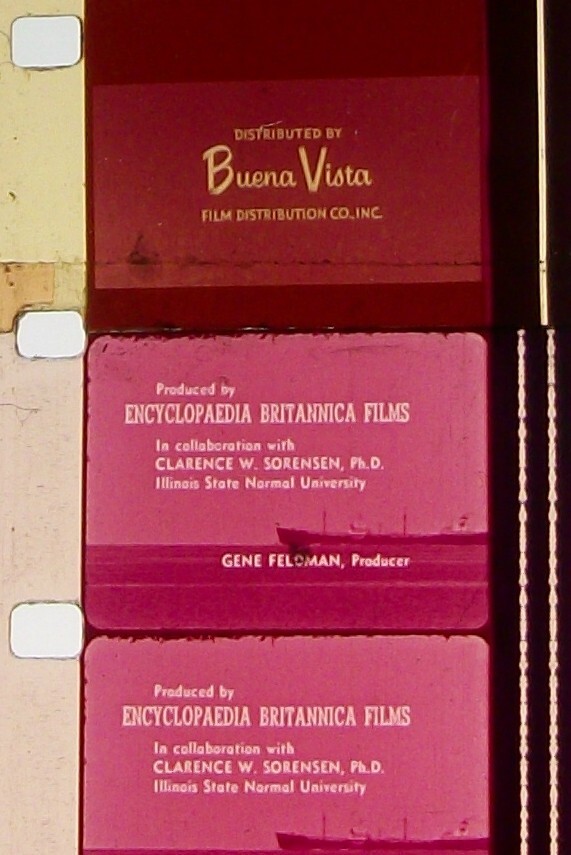 DISTRIBUTED BY
Buena Vista
FILM DISTRIBUTION CO., INC.
Produced by
ENCYCLOPAEDIA BRITANNICA FILMS
In collaboration with
CLARENCE W. SORENSEN, Ph.D.
Illinois State Normal University
GENE FELDMAN, Producer
Produced by
ENCYCLOPAEDIA BRITANNICA FILMS
In collaboration with
CLARENCE W. SORENSEN, Ph.D.
Illinois State Normal University